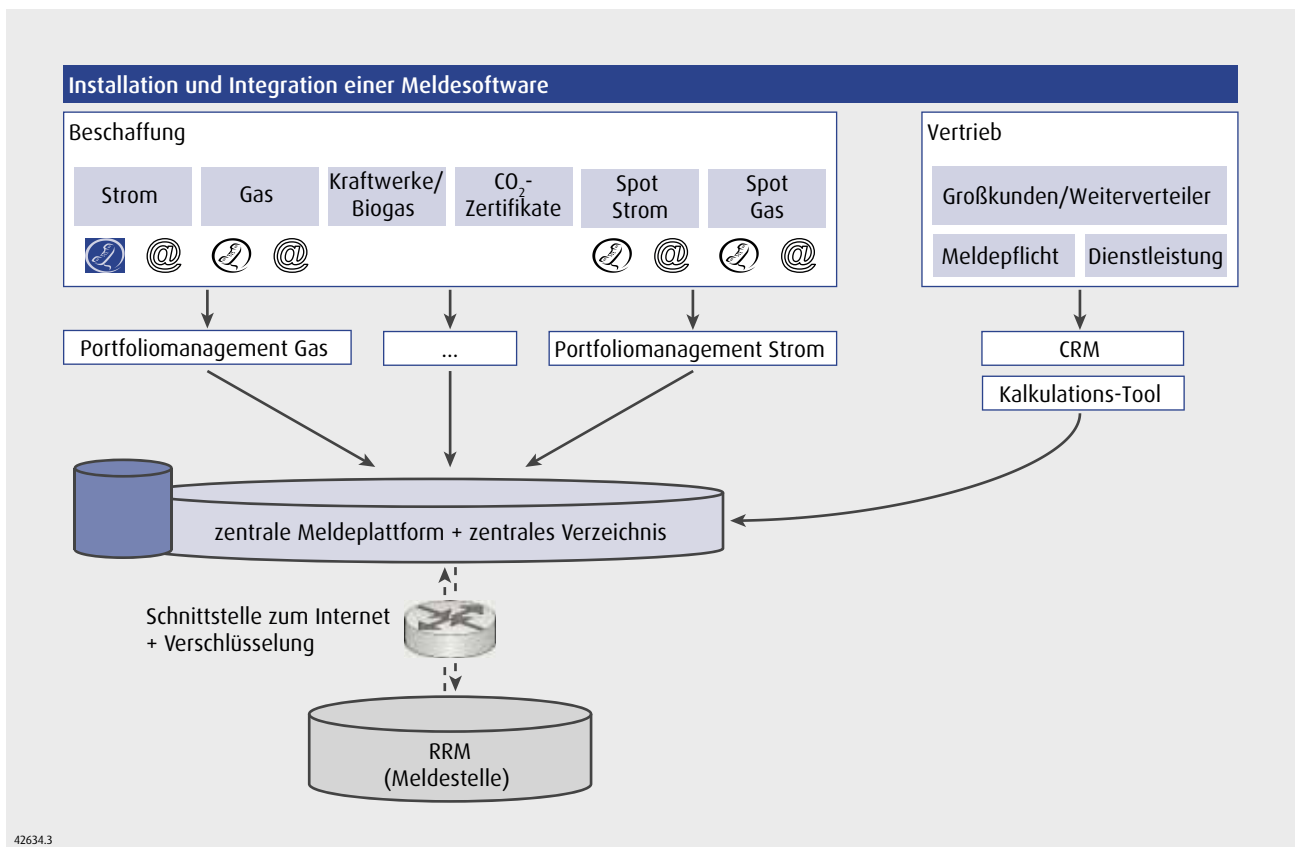 Installation und Integration einer Meldesoftware
Beschaffung
Strom
Gas
Kraftwerke/
Biogas
CO₂-
Zertifikate
Spot
Strom
Spot
Gas
@
@
@
@
Vertrieb
Großkunden/Weiterverteiler
Meldepflicht
Dienstleistung
Portfoliomanagement Gas
...
Portfoliomanagement Strom
CRM
Kalkulations-Tool
zentrale Meldeplattform + zentrales Verzeichnis
Schnittstelle zum Internet
+ Verschlüsselung
RRM
(Meldestelle)
42634.3